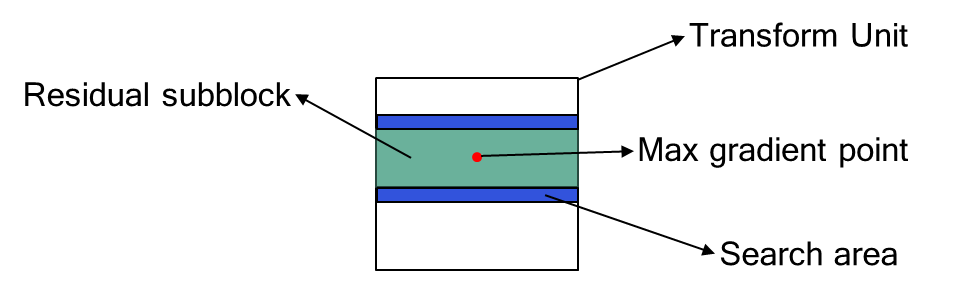 Transform Unit
Residual subblock
Max gradient point
Search area